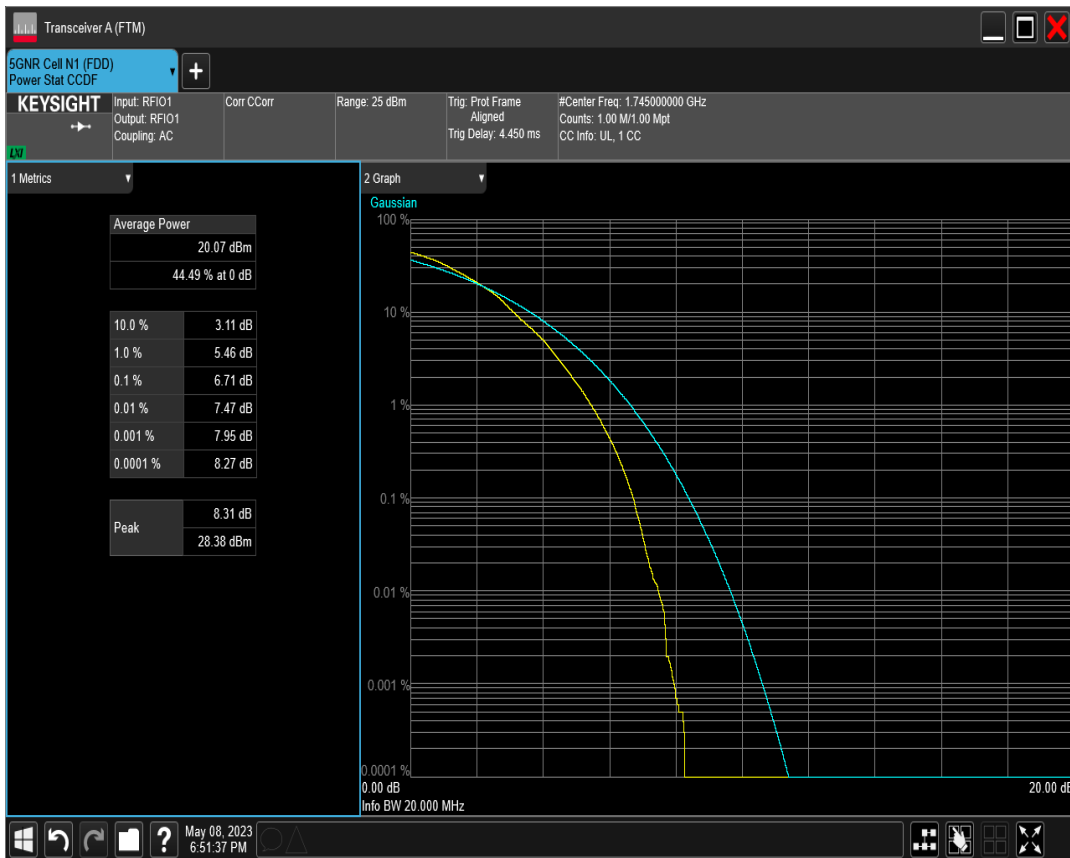 Transceiver A (FTM)
5GNR Cell N1 (FDD)
Power Stat CCDF
+
KEYSIGHT
LXI
Input: RFIO1
Output: RFIO1
Coupling: AC
Corr CCorr
Range: 25 dBm
Trig: Prot Frame
Aligned
Trig Delay: 4.450 ms
#Center Freq: 1.745000000 GHz
Counts: 1.00 M/1.00 Mpt
CC Info: UL, 1 CC
1 Metrics
Average Power
20.07 dBm
44.49 % at 0 dB
10.0 % 3.11 dB
1.0 % 5.46 dB
0.1 % 6.71 dB
0.01 % 7.47 dB
0.001 % 7.95 dB
0.0001 % 8.27 dB
Peak
8.31 dB
28.38 dBm
2 Graph
Gaussian
100 %
10 %
1 %
0.1 %
0.01 %
0.001 %
0.0001 %
0.00 dB 20.00 dB
Info BW 20.000 MHz
?
May 08, 2023
6:51:37 PM